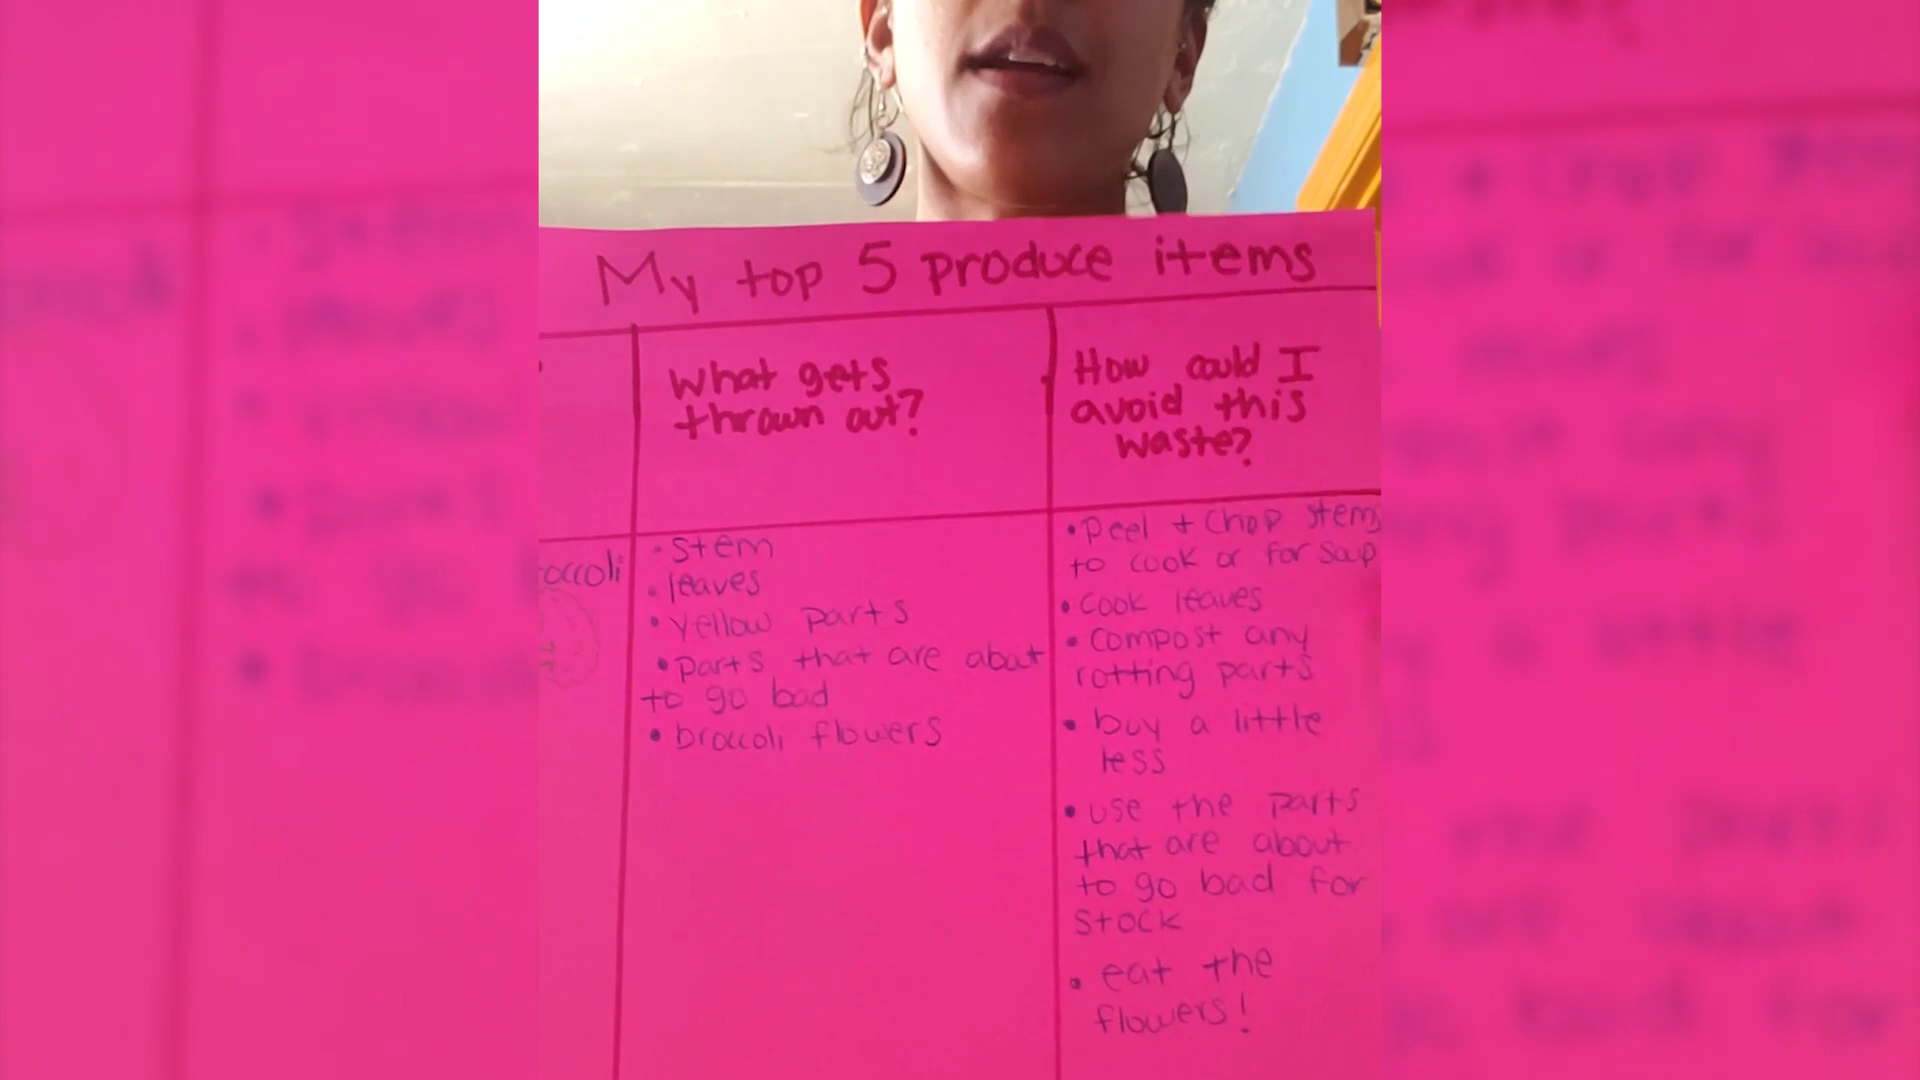 My top 5 produce items
What gets
thrown out?
How could I
avoid this
waste?
occoli
• stem
• leaves
• yellow parts
• parts that are about
to go bad
• broccoli flowers
• Peel + chop stems
to cook or for soup
• cook leaves
• compost any
rotting parts
• buy a little
less
• use the parts
that are about
to go bad for
stock
• eat the
flowers!